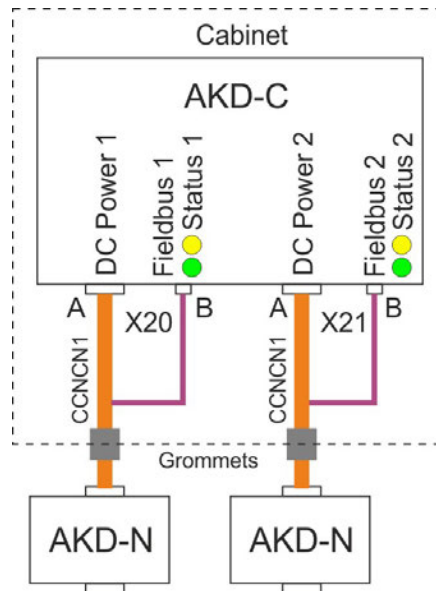 Cabinet
AKD-C
DC Power 1
Fieldbus 1
Status 1
DC Power 2
Fieldbus 2
Status 2
A
X20
B
A
X21
B
CCNCN1
CCNCN1
Grommets
AKD-N
AKD-N